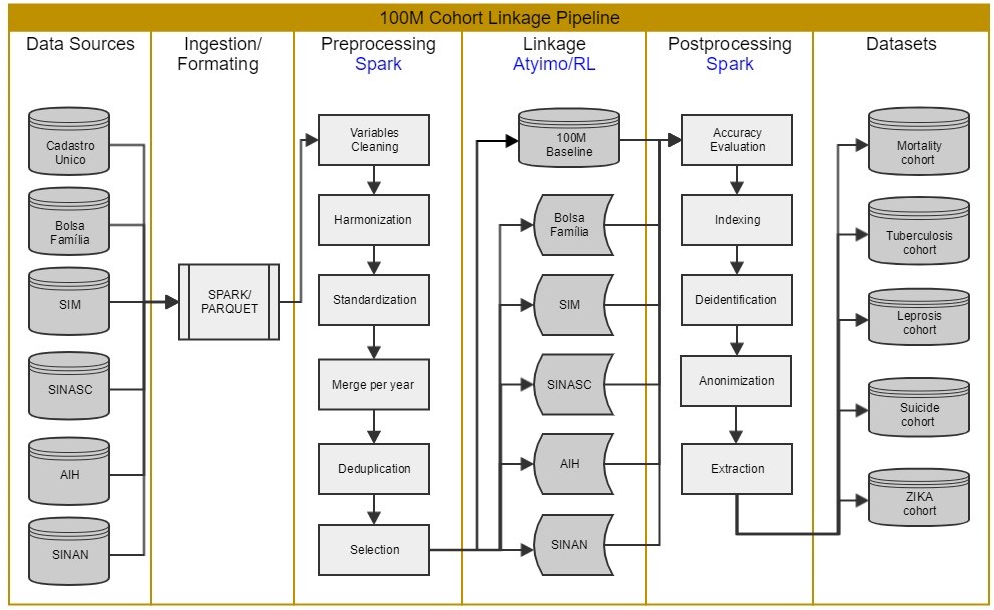 100M Cohort Linkage Pipeline
Data Sources
Ingestion/
Formating
Preprocessing
Spark
Linkage
Atyimo/RL
Postprocessing
Spark
Datasets
Cadastro
Unico
Bolsa
Família
SIM
SINASC
AIH
SINAN
SPARK/
PARQUET
Variables
Cleaning
Harmonization
Standardization
Merge per year
Deduplication
Selection
100M
Baseline
Bolsa
Família
SIM
SINASC
AIH
SINAN
Accuracy
Evaluation
Indexing
Deidentification
Anonimization
Extraction
Mortality
cohort
Tuberculosis
cohort
Leprosis
cohort
Suicide
cohort
ZIKA
cohort